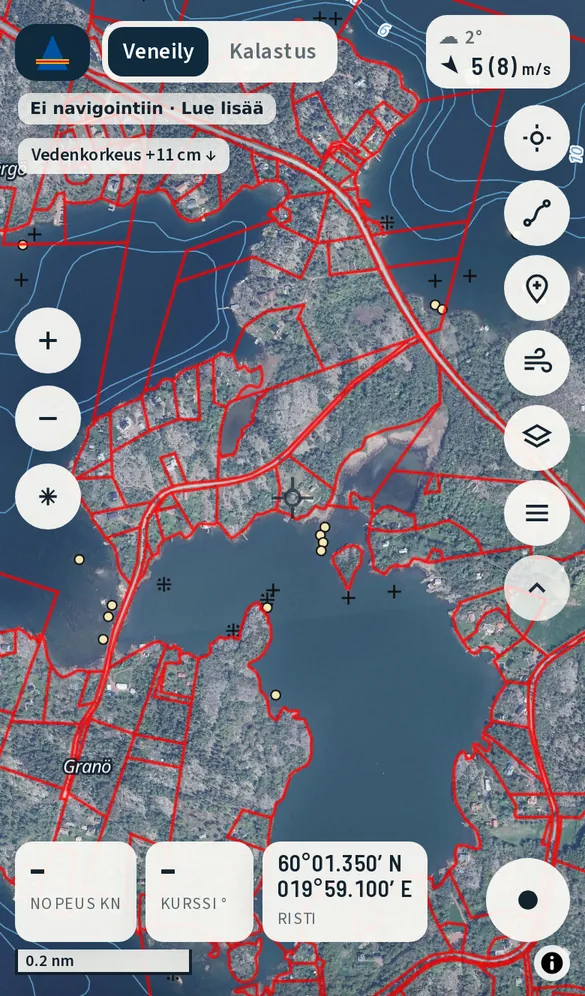 6
Veneily
Kalastus
2°
5 (8) m/s
Ei navigointiin · Lue lisää
Vedenkorkeus +11 cm ↓
10
+
−
Granö
–
NOPEUS KN
–
KURSSI °
60°01.350′ N
019°59.100′ E
RISTI
0.2 nm